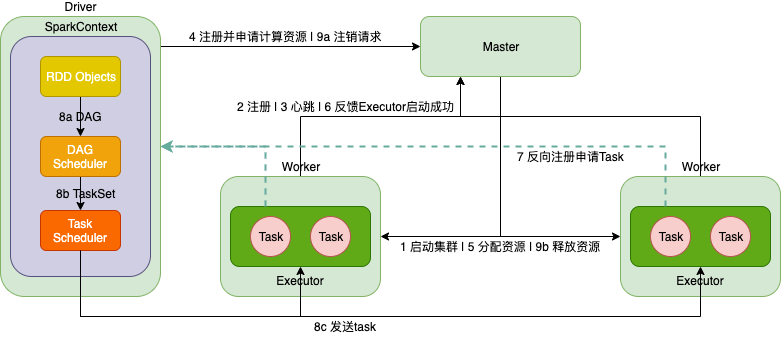 Driver
SparkContext
4 注册并申请计算资源 | 9a 注销请求
Master
RDD Objects
2 注册 | 3 心跳 | 6 反馈Executor启动成功
8a DAG
DAG
Scheduler
7 反向注册申请Task
Worker
Worker
8b TaskSet
Task
Scheduler
Task
Task
Task
Task
1 启动集群 | 5 分配资源 | 9b 释放资源
Executor
Executor
8c 发送task